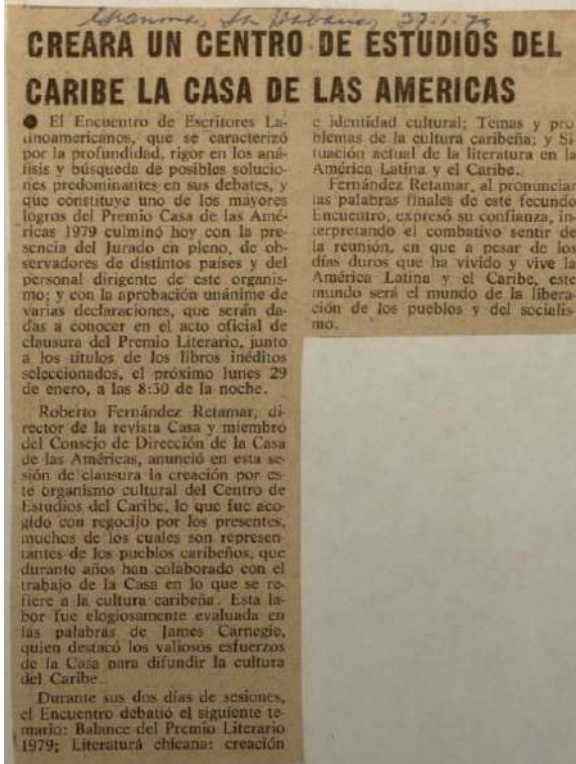 Granma, La Habana, 27.1.79
CREARA UN CENTRO DE ESTUDIOS DEL
CARIBE LA CASA DE LAS AMERICAS
● El Encuentro de Escritores La-
tinoamericanos, que se caracterizó
por la profundidad, rigor en los aná-
lisis y búsqueda de posibles solucio-
nes predominantes en sus debates, y
que constituye uno de los mayores
logros del Premio Casa de las Amé-
ricas 1979 culminó hoy con la pre-
sencia del Jurado en pleno, de ob-
servadores de distintos países y del
personal dirigente de este organis-
mo; y con la aprobación unánime de
varias declaraciones, que serán da-
das a conocer en el acto oficial de
clausura del Premio Literario, junto
a los títulos de los libros inéditos
seleccionados, el próximo lunes 29
de enero, a las 8:30 de la noche.
Roberto Fernández Retamar, di-
rector de la revista Casa y miembro
del Consejo de Dirección de la Casa
de las Américas, anunció en esta se-
sión de clausura la creación por es-
te organismo cultural del Centro de
Estudios del Caribe, lo que fue aco-
gido con regocijo por los presentes,
muchos de los cuales son represen-
tantes de los pueblos caribeños, que
durante años han colaborado con el
trabajo de la Casa en lo que se re-
fiere a la cultura caribeña. Esta la-
bor fue elogiosamente evaluada en
las palabras de James Carnegie,
quien destacó los valiosos esfuerzos
de la Casa para difundir la cultura
del Caribe.
Durante sus dos días de sesiones,
el Encuentro debatió el siguiente te-
mario: Balance del Premio Literario
1979; Literatura chicana: creación
e identidad cultural; Temas y pro
blemas de la cultura caribeña; y Si
tuación actual de la literatura en la
América Latina y el Caribe.
Fernández Retamar, al pronunciar
las palabras finales de este fecundo
Encuentro, expresó su confianza, in-
terpretando el combativo sentir de
la reunión, en que a pesar de los
días duros que ha vivido y vive la
América Latina y el Caribe, este
mundo será el mundo de la libera-
ción de los pueblos y del socialis-
mo.